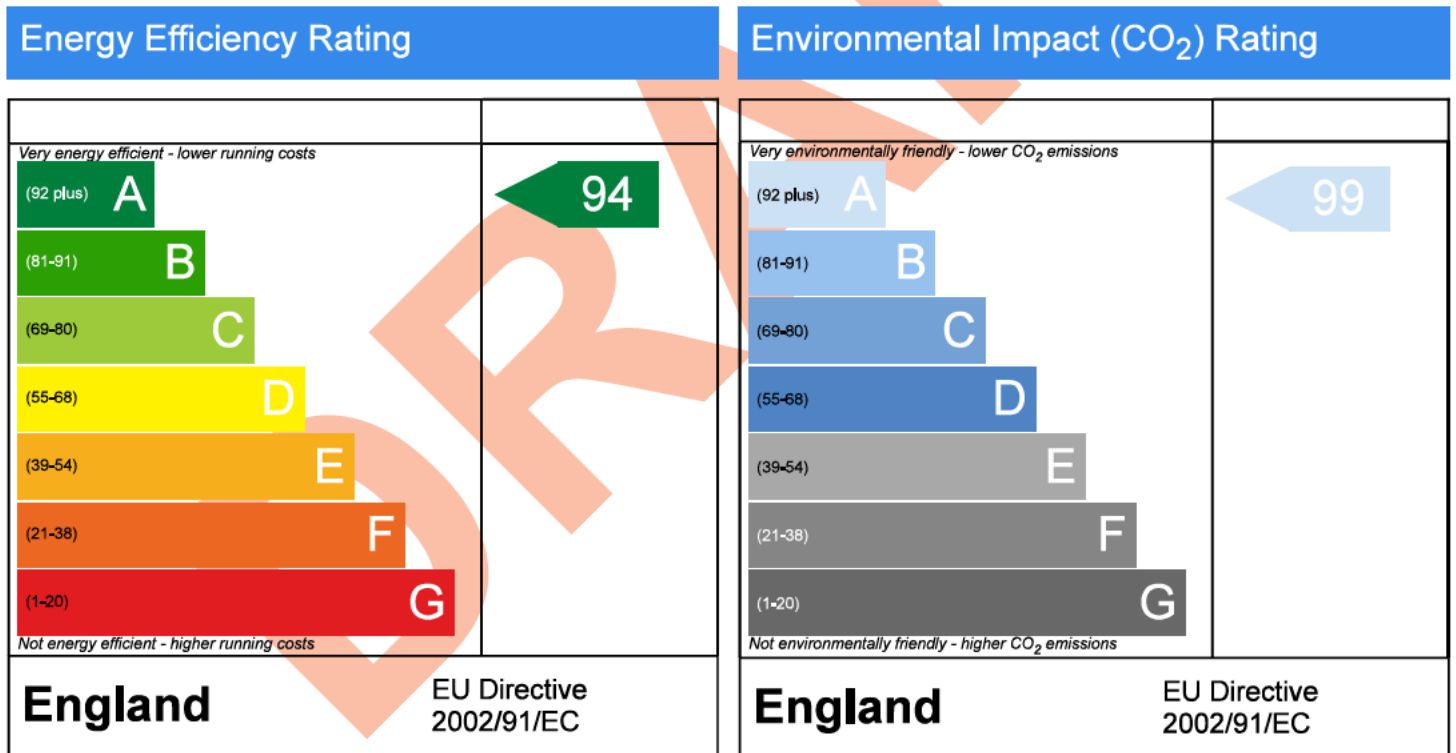 Energy Efficiency Rating
Very energy efficient - lower running costs
(92 plus) A
94
(81-91) B
(69-80) C
(55-68) D
(39-54) E
(21-38) F
(1-20) G
Not energy efficient - higher running costs
England
EU Directive
2002/91/EC
Environmental Impact (CO₂) Rating
Very environmentally friendly - lower CO₂ emissions
(92 plus) A
99
(81-91) B
(69-80) C
(55-68) D
(39-54) E
(21-38) F
(1-20) G
Not environmentally friendly - higher CO₂ emissions
England
EU Directive
2002/91/EC